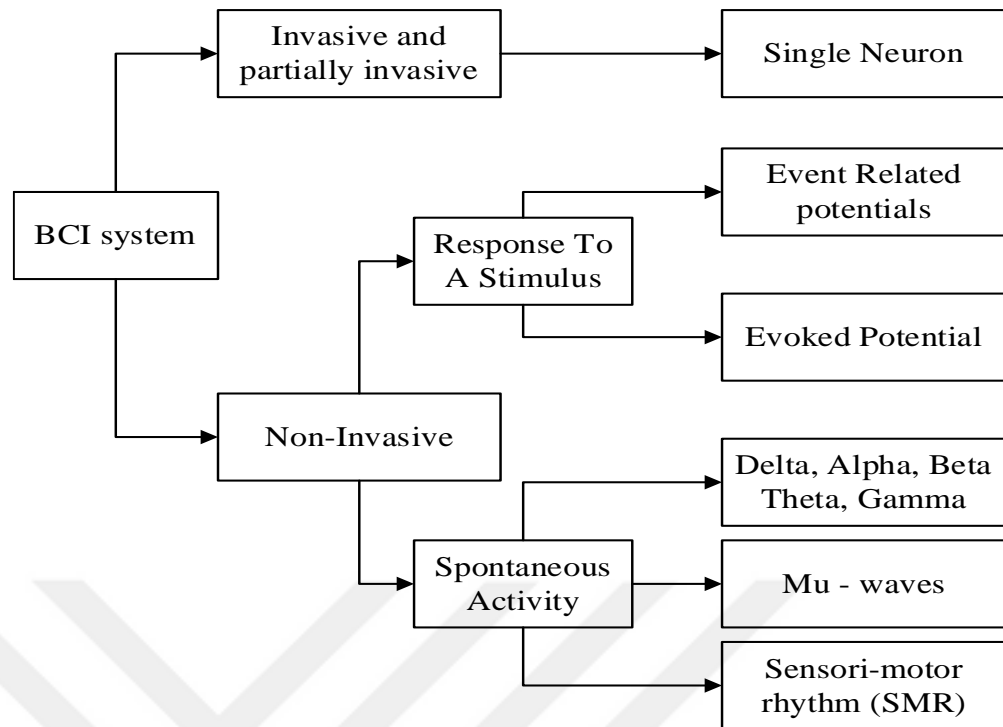 Invasive and
partially invasive
Single Neuron
BCI system
Event Related
potentials
Response To
A Stimulus
Evoked Potential
Non-Invasive
Delta, Alpha, Beta
Theta, Gamma
Spontaneous
Activity
Mu - waves
Sensori-motor
rhythm (SMR)